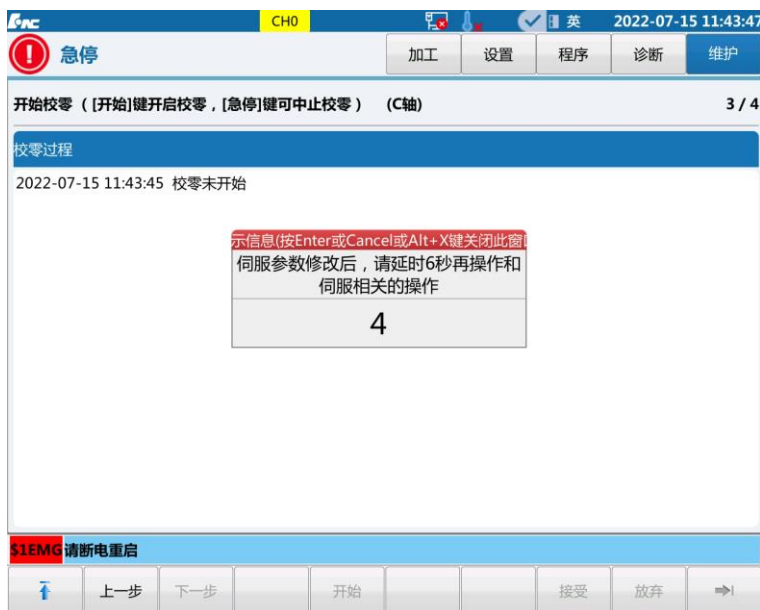 HNC
CH0
英
2022-07-15 11:43:47
急停
加工
设置
程序
诊断
维护
开始校零（ [开始]键开启校零，[急停]键可中止校零） (C轴)
3 / 4
校零过程
2022-07-15 11:43:45 校零未开始
示信息(按Enter或Cancel或Alt+X键关闭此窗
伺服参数修改后，请延时6秒再操作和
伺服相关的操作
4
$1EMG 请断电重启
上一步
下一步
开始
接受
放弃